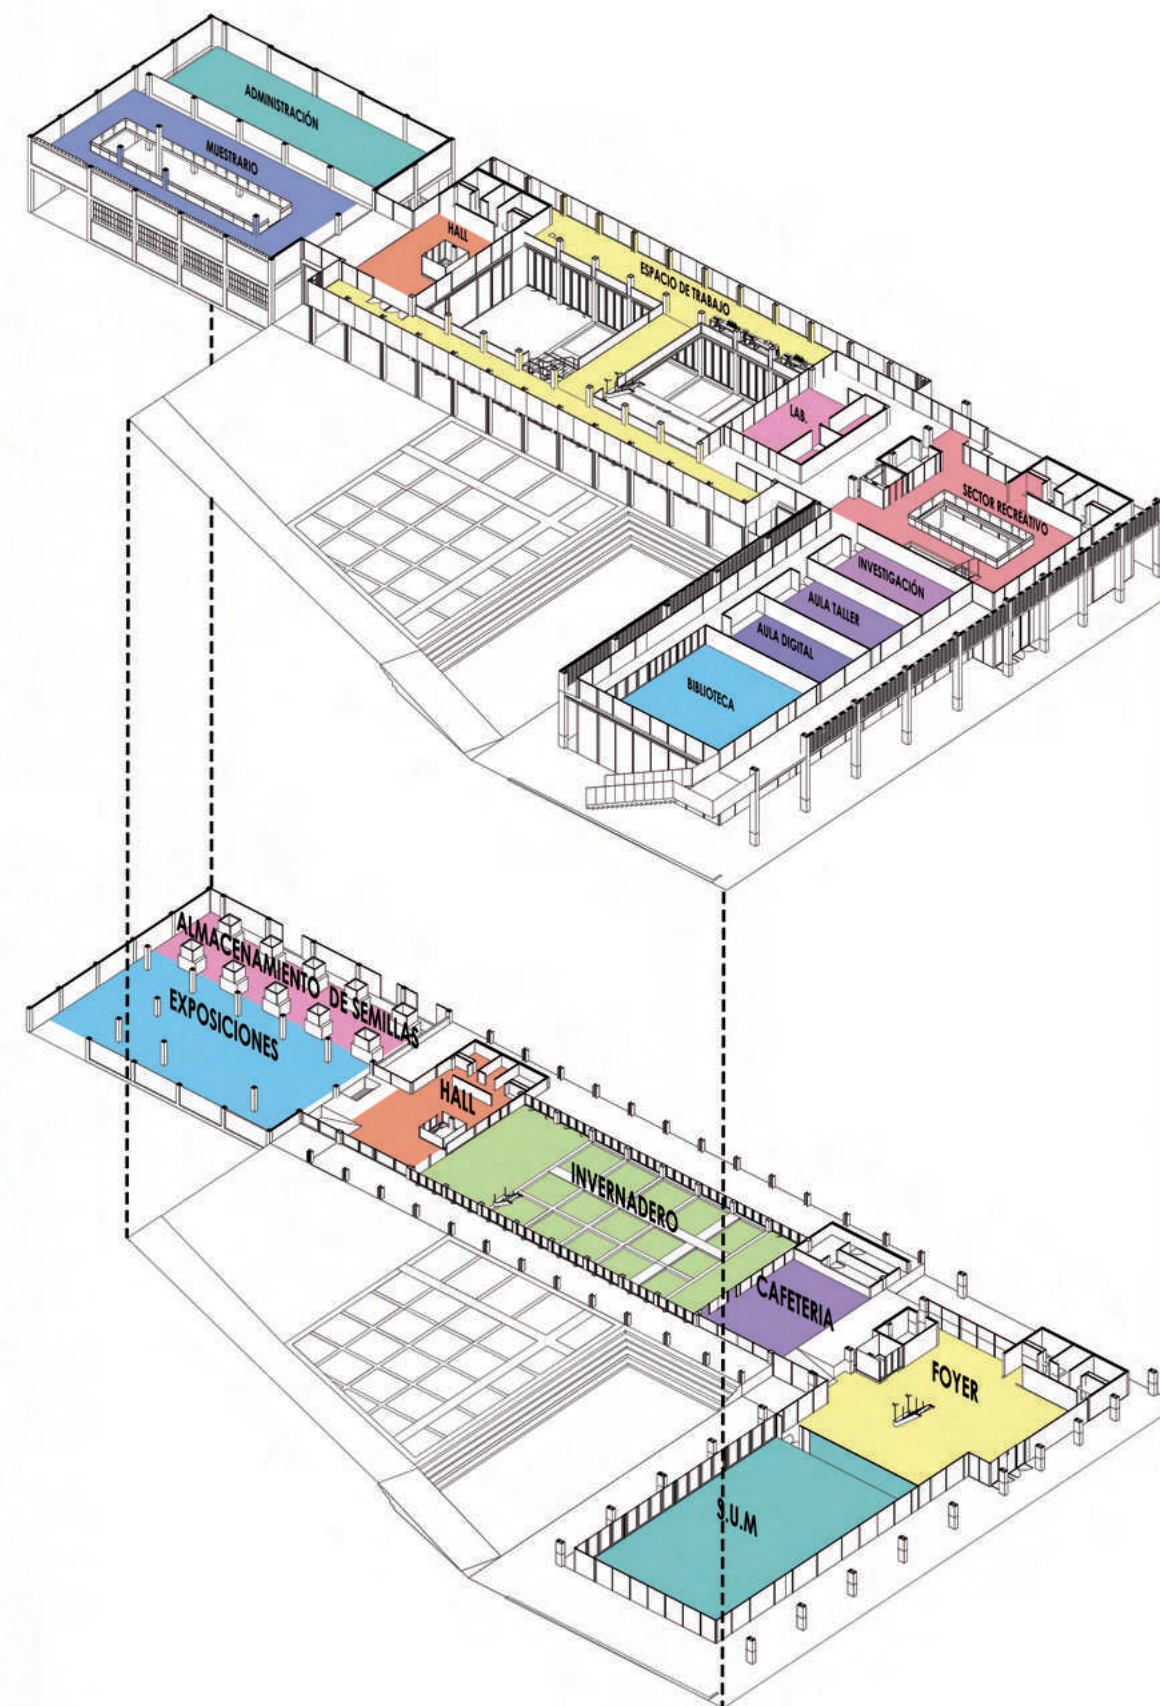 ADMINISTRACIÓN
MUESTRARIO
HALL
ESPACIO DE TRABAJO
LAB.
SECTOR RECREATIVO
INVESTIGACIÓN
AULA TALLER
AULA DIGITAL
BIBLIOTECA
ALMACENAMIENTO DE SEMILLAS
EXPOSICIONES
HALL
INVERNADERO
CAFETERIA
FOYER
S.U.M